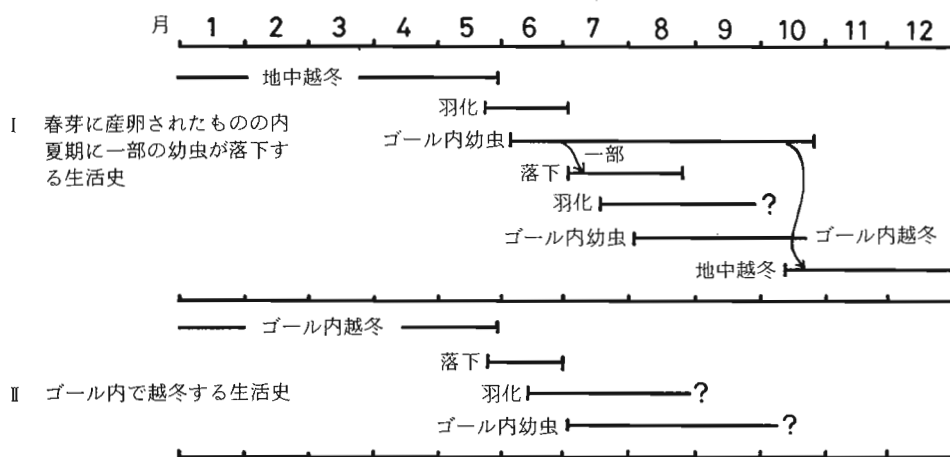 月 1 2 3 4 5 6 7 8 9 10 11 12
地中越冬
羽化
I 春芽に産卵されたものの内
夏期に一部の幼虫が落下す
る生活史
ゴール内幼虫
一部
落下
羽化 ?
ゴール内幼虫 ゴール内越冬
地中越冬
ゴール内越冬
落下
II ゴール内で越冬する生活史
羽化 ?
ゴール内幼虫 ?